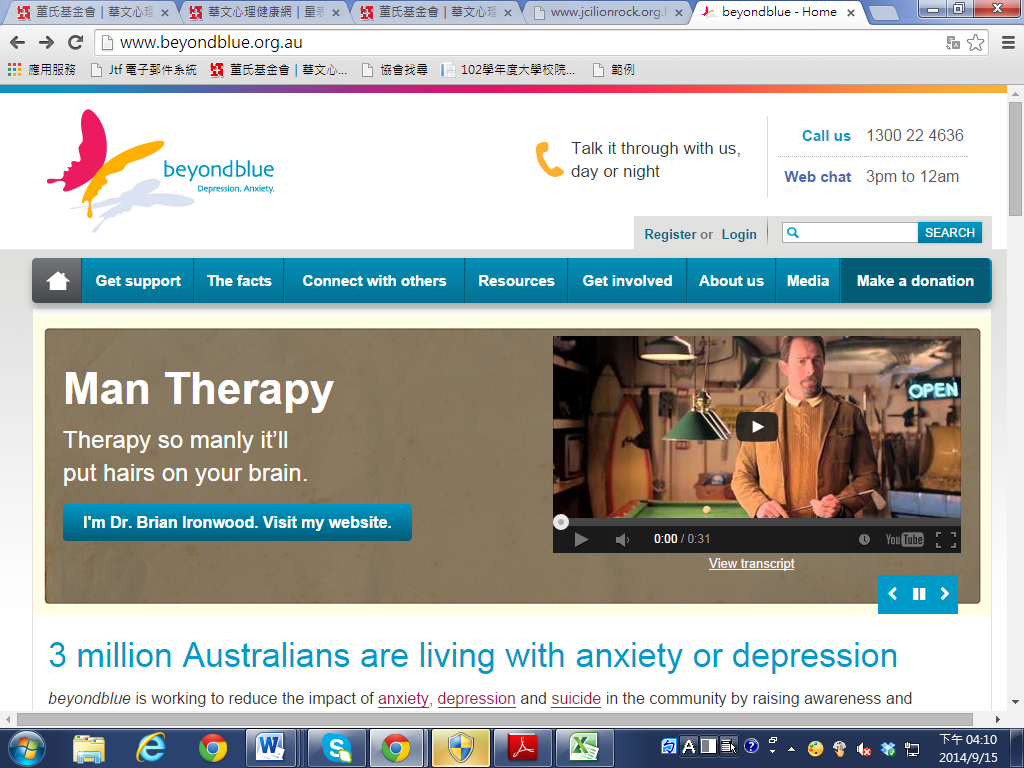 董氏基金會 | 華文心理
華文心理健康網 | 量表
董氏基金會 | 華文心理
www.jcilionrock.org.
beyondblue - Home
www.beyondblue.org.au
應用服務
Jtf 電子郵件系統
董氏基金會 | 華文心...
協會找尋
102學年度大學校院...
範例
beyondblue
Depression. Anxiety.
Talk it through with us,
day or night
Call us 1300 22 4636
Web chat 3pm to 12am
Register or Login
SEARCH
Get support
The facts
Connect with others
Resources
Get involved
About us
Media
Make a donation
Man Therapy
Therapy so manly it’ll
put hairs on your brain.
I'm Dr. Brian Ironwood. Visit my website.
OPEN
0:00 / 0:31
YouTube
View transcript
3 million Australians are living with anxiety or depression
beyondblue is working to reduce the impact of anxiety, depression and suicide in the community by raising awareness and
下午 04:10
2014/9/15